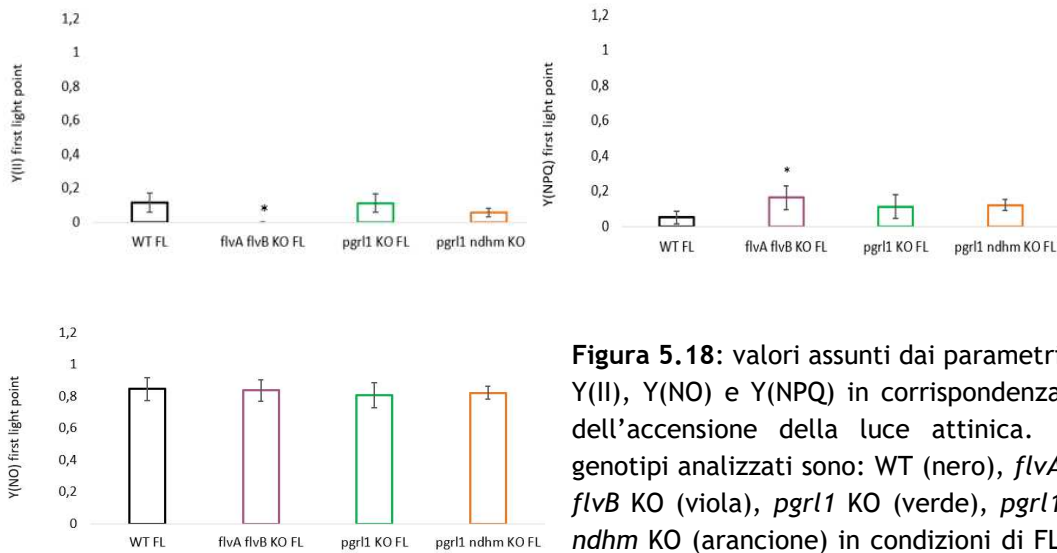 1,2
1
0,8
0,6
0,4
0,2
0
Y(II) first light point
*
WT FL
flvA flvB KO FL
pgrl1 KO FL
pgrl1 ndhm KO
1,2
1
0,8
0,6
0,4
0,2
0
Y(NPQ) first light point
*
WT FL
flvA flvB KO FL
pgrl1 KO FL
pgrl1 ndhm KO FL
1,2
1
0,8
0,6
0,4
0,2
0
Y(NO) first light point
WT FL
flvA flvB KO FL
pgrl1 KO FL
pgrl1 ndhm KO FL
Figura 5.18: valori assunti dai parametri
Y(II), Y(NO) e Y(NPQ) in corrispondenza
dell’accensione della luce attinica.
genotipi analizzati sono: WT (nero), flvA
flvB KO (viola), pgrl1 KO (verde), pgrl1
ndhm KO (arancione) in condizioni di FL